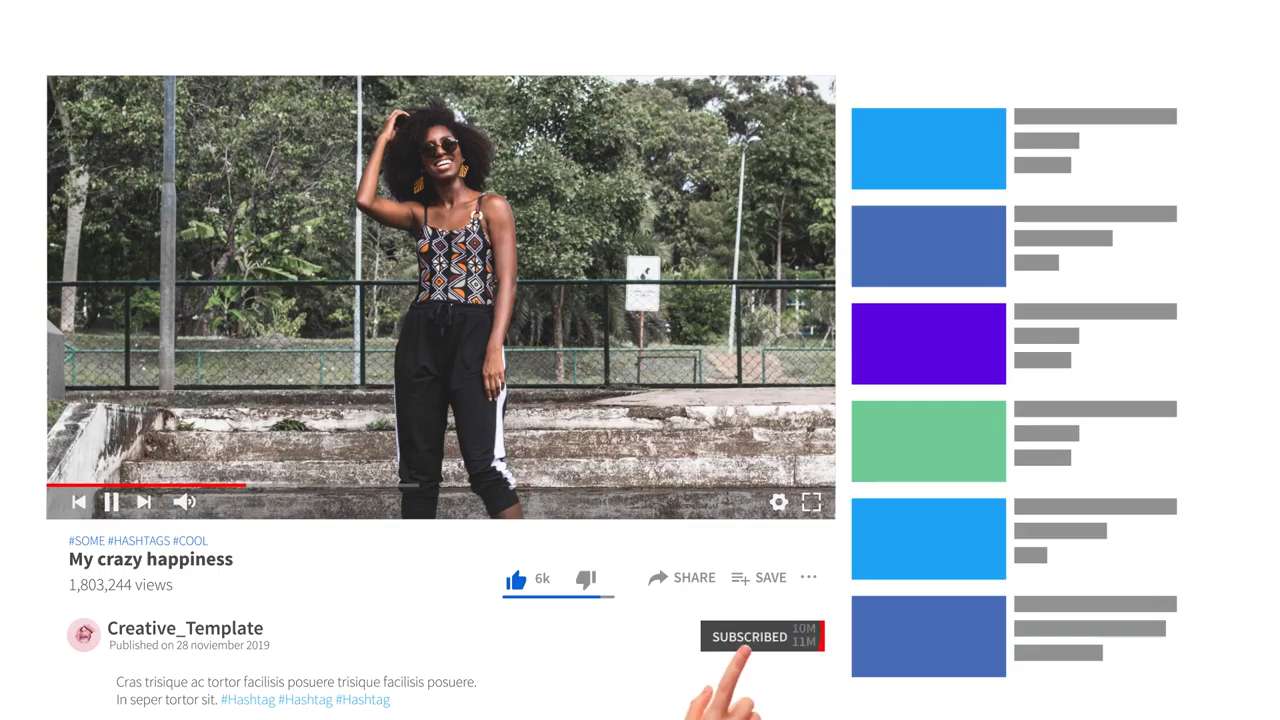 #SOME #HASHTAGS #COOL
My crazy happiness
1,803,244 views
6k
SHARE
SAVE
Creative_Template
Published on 28 noviember 2019
SUBSCRIBED
10M
11M
Cras trisique ac tortor facilisis posuere trisique facilisis posuere.
In seper tortor sit. #Hashtag #Hashtag #Hashtag